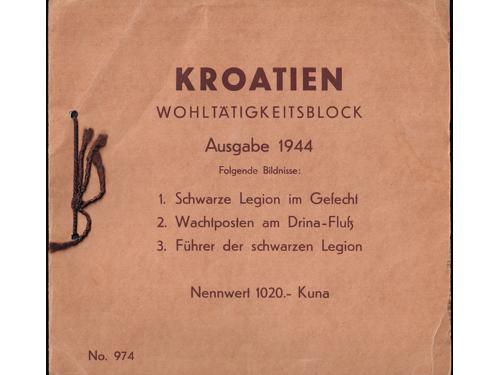 KROATIEN
WOHLTÄTIGKEITSBLOCK
Ausgabe 1944
Folgende Bildnisse:
1. Schwarze Legion im Gefecht
2. Wachtposten am Drina-Fluß
3. Führer der schwarzen Legion
Nennwert 1020.- Kuna
No. 974